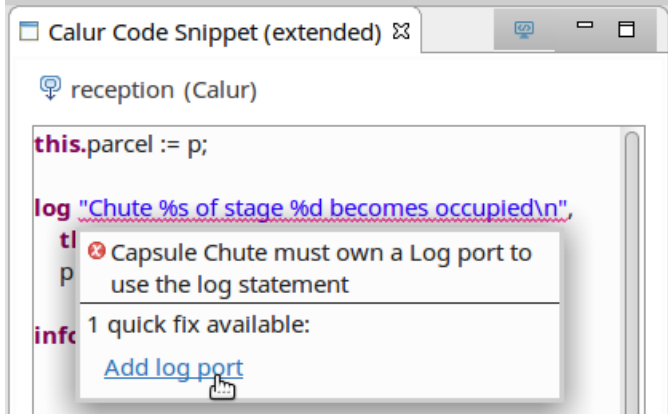 Calur Code Snippet (extended)
reception (Calur)
this.parcel := p;
log "Chute %s of stage %d becomes occupied\n",
Capsule Chute must own a Log port to
use the log statement
p
1 quick fix available:
Add log port